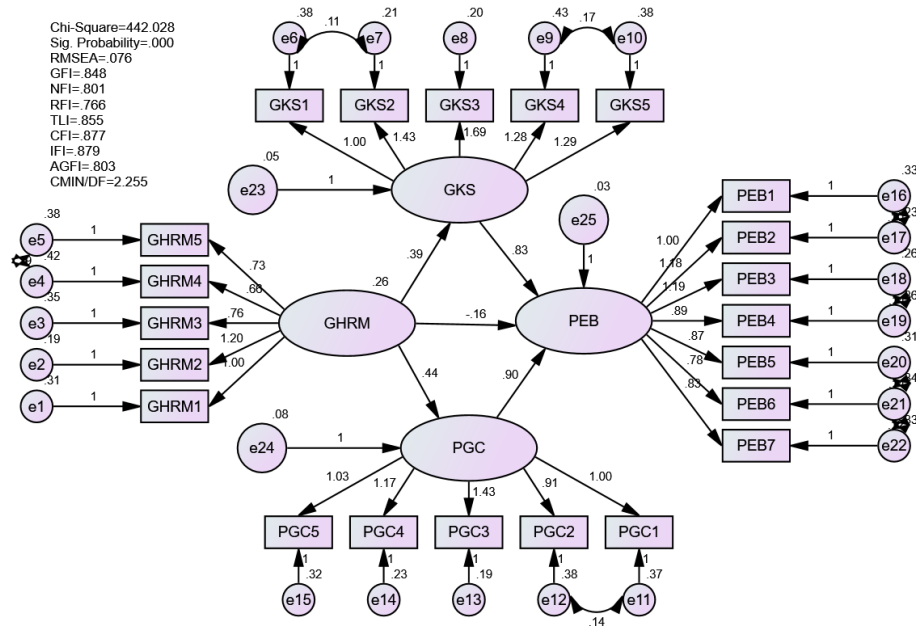 Chi-Square=442.028
Sig. Probability=.000
RMSEA=.076
GFI=.848
NFI=.801
RFI=.766
TLI=.855
CFI=.877
IFI=.879
AGFI=.803
CMIN/DF=2.255
.38 .11 .21 .20 .43 .17 .38
e6 e7 e8 e9 e10
1 1 1 1 1
GKS1 GKS2 GKS3 GKS4 GKS5
1.00 1.43 1.69 1.28 1.29
.05
e23 1 GKS
.03
e25
1
.39 .83
.38
e5 1 GHRM5 .73
.42
e4 1 GHRM4 .66
.35
e3 1 GHRM3 .76
.19
e2 1 GHRM2 1.20
.31
e1 1 GHRM1 1.00
.26
GHRM -.16 PEB
.44 .90
1.00 PEB1 1 e16 .33
1.18 PEB2 1 e17
1.19 PEB3 1 e18 .26
.89 PEB4 1 e19
.87 PEB5 1 e20 .31
.78 PEB6 1 e21
.83 PEB7 1 e22
.08
e24 1 PGC
1.03 1.17 1.43 .91 1.00
PGC5 PGC4 PGC3 PGC2 PGC1
1 1 1 1 1
.32 .23 .19 .38 .37
e15 e14 e13 e12 e11
.14